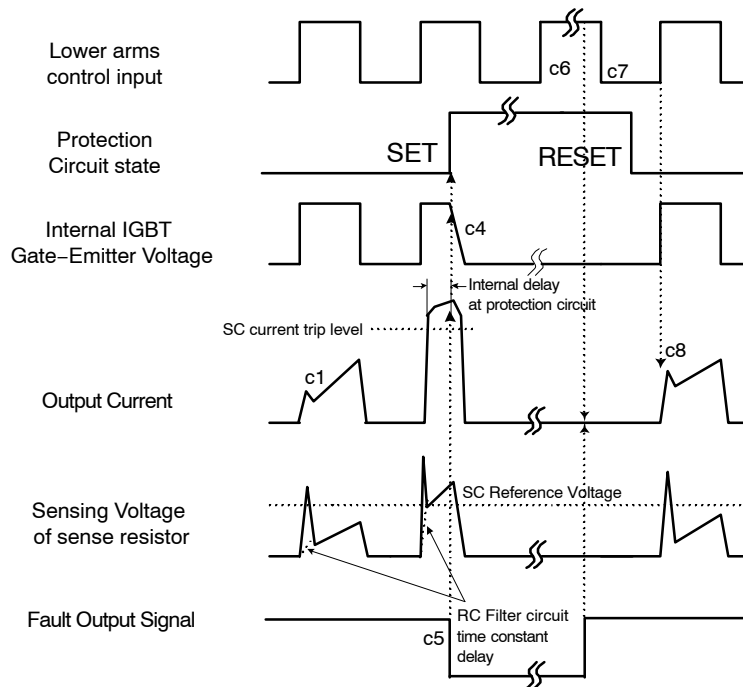 Lower arms
control input
c6
c7
Protection
Circuit state
SET
RESET
Internal IGBT
Gate−Emitter Voltage
c4
Internal delay
at protection circuit
SC current trip level
c1
c8
Output Current
SC Reference Voltage
Sensing Voltage
of sense resistor
Fault Output Signal
c5
RC Filter circuit
time constant
delay